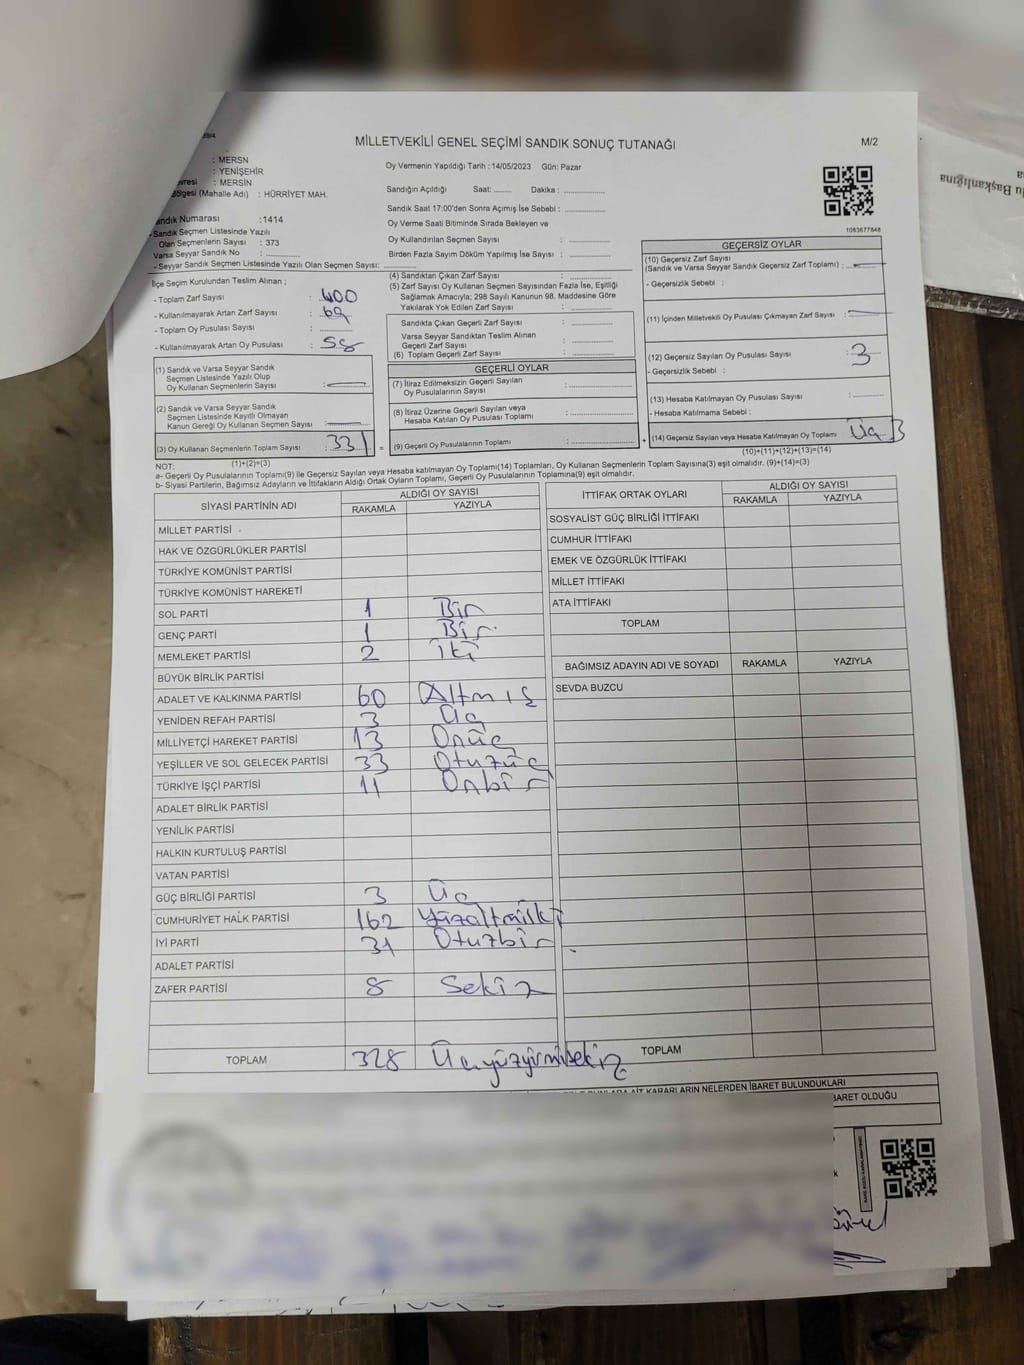 MİLLETVEKİLİ GENEL SEÇİMİ SANDIK SONUÇ TUTANAĞI
M/2
: MERSN
: YENİŞEHİR
: MERSİN
(Mahalle Adı) : HÜRRİYET MAH.
Numarası :1414
Sandık Seçmen Listesinde Yazılı
Olan Seçmenlerin Sayısı : 373
Varsa Seyyar Sandık No :
- Seyyar Sandık Seçmen Listesinde Yazılı Olan Seçmen Sayısı:
İlçe Seçim Kurulundan Teslim Alınan ;
- Toplam Zarf Sayısı : 400
- Kullanılmayarak Artan Zarf Sayısı : 69
- Toplam Oy Pusulası Sayısı :
- Kullanılmayarak Artan Oy Pusulası :
(1) Sandık ve Varsa Seyyar Sandık
Seçmen Listesinde Yazılı Olup
Oy Kullanan Seçmenlerin Sayısı :
(2) Sandık ve Varsa Seyyar Sandık
Seçmen Listesinde Kayıtlı Olmayan
Kanun Gereği Oy Kullanan Seçmen Sayısı :
(3) Oy Kullanan Seçmenlerin Toplam Sayısı : 331
(1)+(2)=(3)
Oy Vermenin Yapıldığı Tarih : 14/05/2023 Gün: Pazar
Sandığın Açıldığı Saat: Dakika :
Sandık Saat 17:00'den Sonra Açımış İse Sebebi :
Oy Verme Saati Bitiminde Sırada Bekleyen ve
Oy Kullandırılan Seçmen Sayısı :
Birden Fazla Sayım Döküm Yapılmış İse Sayısı :
(4) Sandıktan Çıkan Zarf Sayısı :
(5) Zarf Sayısı Oy Kullanan Seçmen Sayısından Fazla İse, Eşitliği
Sağlamak Amacıyla; 298 Sayılı Kanunun 98. Maddesine Göre
Yakılarak Yok Edilen Zarf Sayısı :
Sandıkta Çıkan Geçerli Zarf Sayısı :
Varsa Seyyar Sandıktan Teslim Alınan
Geçerli Zarf Sayısı :
(6) Toplam Geçerli Zarf Sayısı :
GEÇERLİ OYLAR
(7) İtiraz Edilmeksizin Geçerli Sayılan
Oy Pusulalarının Sayısı :
(8) İtiraz Üzerine Geçerli Sayılan veya
Hesaba Katılan Oy Pusulası Toplamı :
= (9) Geçerli Oy Pusulalarının Toplamı :
1083677848
GEÇERSİZ OYLAR
(10) Geçersiz Zarf Sayısı
(Sandık ve Varsa Seyyar Sandık Geçersiz Zarf Toplamı) :
- Geçersizlik Sebebi :
(11) İçinden Milletvekili Oy Pusulası Çıkmayan Zarf Sayısı :
(12) Geçersiz Sayılan Oy Pusulası Sayısı : 3
- Geçersizlik Sebebi :
(13) Hesaba Katılmayan Oy Pusulası Sayısı :
- Hesaba Katılmama Sebebi :
+ (14) Geçersiz Sayılan veya Hesaba Katılmayan Oy Toplamı : Üç 3
(10)+(11)+(12)+(13)=(14)
NOT:
a- Geçerli Oy Pusulalarının Toplamı(9) ile Geçersiz Sayılan veya Hesaba katılmayan Oy Toplamı(14) Toplamları, Oy Kullanan Seçmenlerin Toplam Sayısına(3) eşit olmalıdır. (9)+(14)=(3)
b- Siyasi Partilerin, Bağımsız Adayların ve İttifakların Aldığı Ortak Oyların Toplamı, Geçerli Oy Pusulalarının Toplamına(9) eşit olmalıdır.
SİYASİ PARTİNİN ADI
ALDIĞI OY SAYISI
RAKAMLA YAZIYLA
MİLLET PARTİSİ
HAK VE ÖZGÜRLÜKLER PARTİSİ
TÜRKİYE KOMÜNİST PARTİSİ
TÜRKİYE KOMÜNİST HAREKETİ
SOL PARTİ 1 Bir
GENÇ PARTİ 1 Bir
MEMLEKET PARTİSİ 2 İki
BÜYÜK BİRLİK PARTİSİ
ADALET VE KALKINMA PARTİSİ 60 Altmış
YENİDEN REFAH PARTİSİ 3 Üç
MİLLİYETÇİ HAREKET PARTİSİ 13 Onüç
YEŞİLLER VE SOL GELECEK PARTİSİ 33 Otuzüç
TÜRKİYE İŞÇİ PARTİSİ 11 Onbir
ADALET BİRLİK PARTİSİ
YENİLİK PARTİSİ
HALKIN KURTULUŞ PARTİSİ
VATAN PARTİSİ
GÜÇ BİRLİĞİ PARTİSİ 3 Üç
CUMHURİYET HALK PARTİSİ 162 Yüzaltmişki
İYİ PARTİ 31 Otuzbir
ADALET PARTİSİ
ZAFER PARTİSİ 8 Sekiz
TOPLAM 328 Üçyüzyirmisekiz
İTTİFAK ORTAK OYLARI
ALDIĞI OY SAYISI
RAKAMLA YAZIYLA
SOSYALİST GÜÇ BİRLİĞİ İTTİFAKI
CUMHUR İTTİFAKI
EMEK VE ÖZGÜRLÜK İTTİFAKI
MİLLET İTTİFAKI
ATA İTTİFAKI
TOPLAM
BAĞIMSIZ ADAYIN ADI VE SOYADI RAKAMLA YAZIYLA
SEVDA BUZCU
TOPLAM
AİT KARARLARIN NELERDEN İBARET BULUNDUKLARI
İBARET OLDUĞU
Başkanlığına